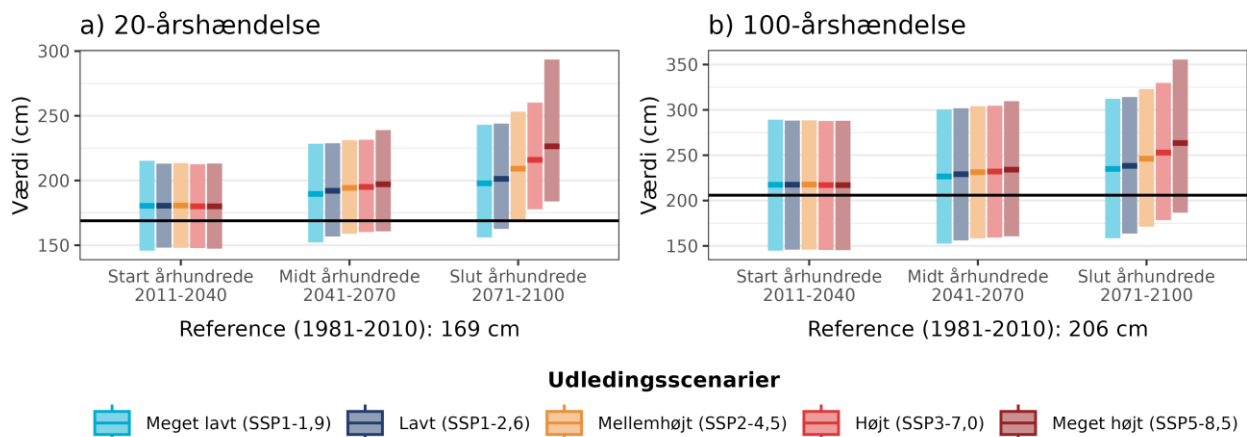 a) 20-årshændelse
Værdi (cm)
300
250
200
150
Start århundrede
2011-2040
Midt århundrede
2041-2070
Slut århundrede
2071-2100
Reference (1981-2010): 169 cm
b) 100-årshændelse
Værdi (cm)
350
300
250
200
150
Start århundrede
2011-2040
Midt århundrede
2041-2070
Slut århundrede
2071-2100
Reference (1981-2010): 206 cm
Udledingsscenarier
Meget lavt (SSP1-1,9)
Lavt (SSP1-2,6)
Mellemhøjt (SSP2-4,5)
Højt (SSP3-7,0)
Meget højt (SSP5-8,5)